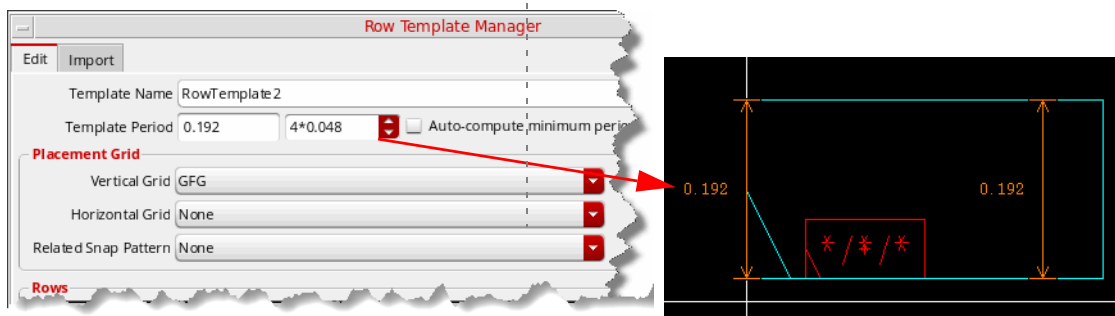 Row Template Manager
Edit Import
Template Name RowTemplate2
Template Period 0.192 4*0.048 Auto-compute minimum
Placement Grid
Vertical Grid GFG
Horizontal Grid None
Related Snap Pattern None
Rows
0.192 0.192
*/*/*